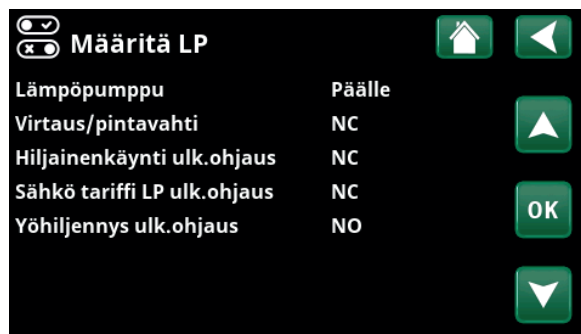 Määritä LP
Lämpöpumppu Päälle
Virtaus/pintavahti NC
Hiljainenkäynti ulk.ohjaus NC
Sähkö tariffi LP ulk.ohjaus NC
Yöhiljennys ulk.ohjaus NO
OK